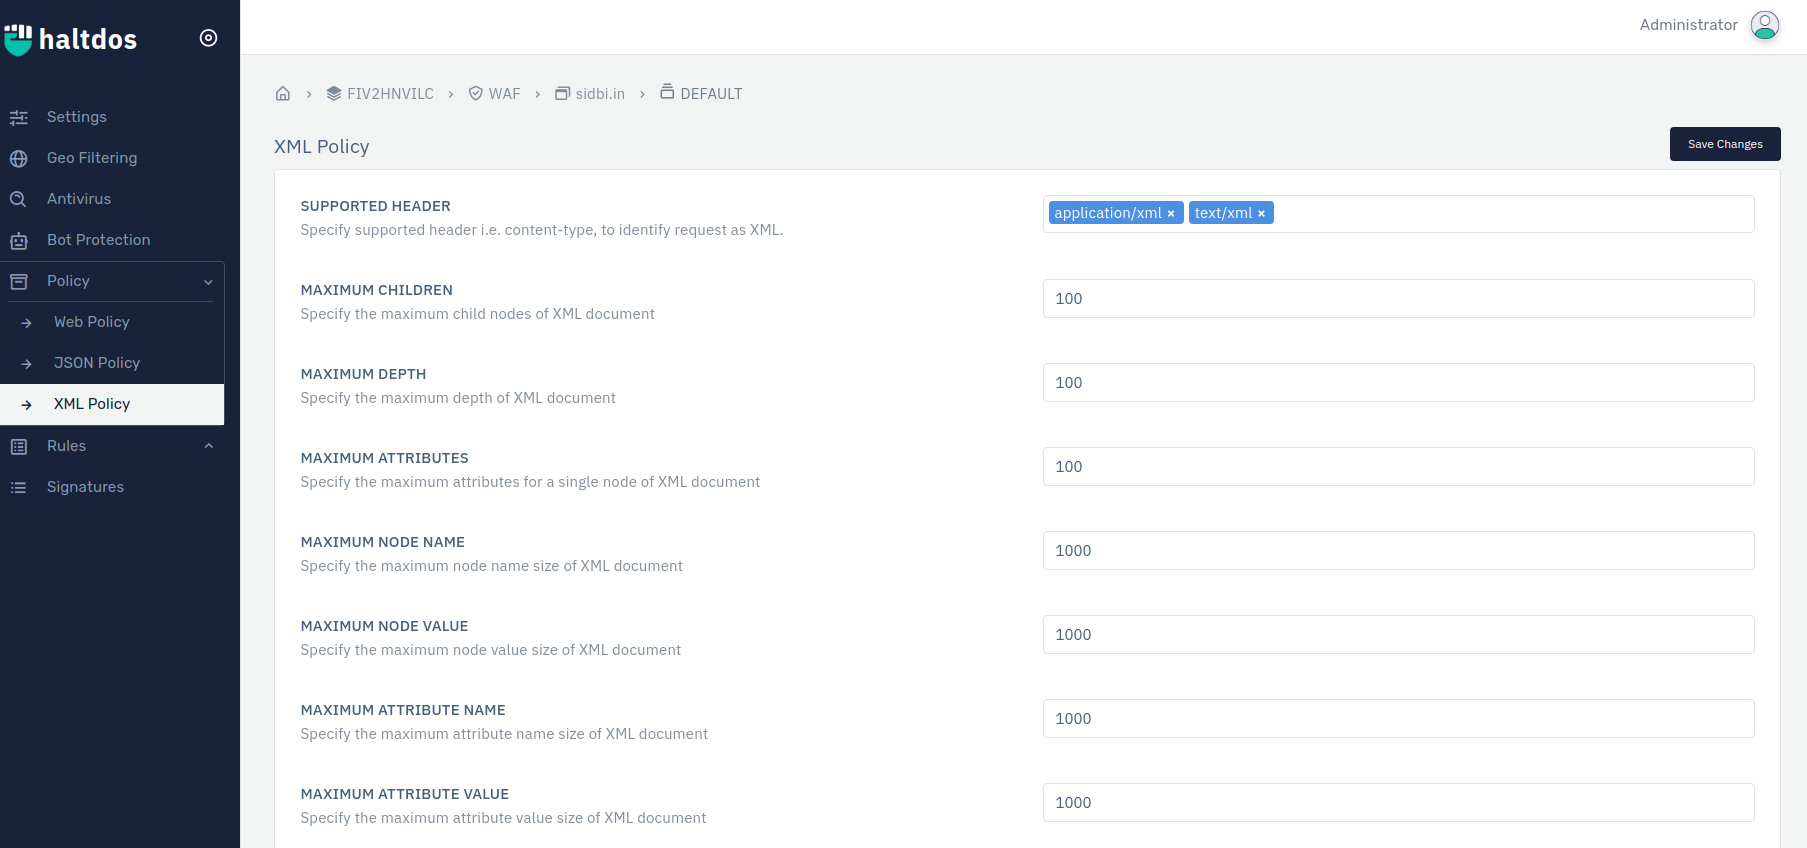 haltdos
Administrator
Settings
Geo Filtering
Antivirus
Bot Protection
Policy
Web Policy
JSON Policy
XML Policy
Rules
Signatures
FIV2HNVILC
WAF
sidbi.in
DEFAULT
XML Policy
Save Changes
SUPPORTED HEADER
Specify supported header i.e. content-type, to identify request as XML.
application/xml × text/xml ×
MAXIMUM CHILDREN
Specify the maximum child nodes of XML document
100
MAXIMUM DEPTH
Specify the maximum depth of XML document
100
MAXIMUM ATTRIBUTES
Specify the maximum attributes for a single node of XML document
100
MAXIMUM NODE NAME
Specify the maximum node name size of XML document
1000
MAXIMUM NODE VALUE
Specify the maximum node value size of XML document
1000
MAXIMUM ATTRIBUTE NAME
Specify the maximum attribute name size of XML document
1000
MAXIMUM ATTRIBUTE VALUE
Specify the maximum attribute value size of XML document
1000